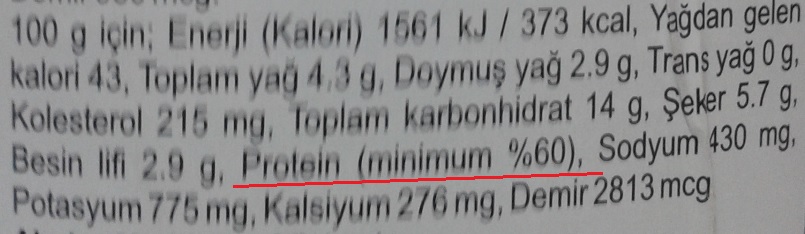 100 g için; Enerji (Kalori) 1561 kJ / 373 kcal, Yağdan gelen
kalori 43, Toplam yağ 4.3 g, Doymuş yağ 2.9 g, Trans yağ 0 g,
Kolesterol 215 mg, Toplam karbonhidrat 14 g, Şeker 5.7 g,
Besin lifi 2.9 g, Protein (minimum %60), Sodyum 430 mg,
Potasyum 775 mg, Kalsiyum 276 mg, Demir 2813 mcg